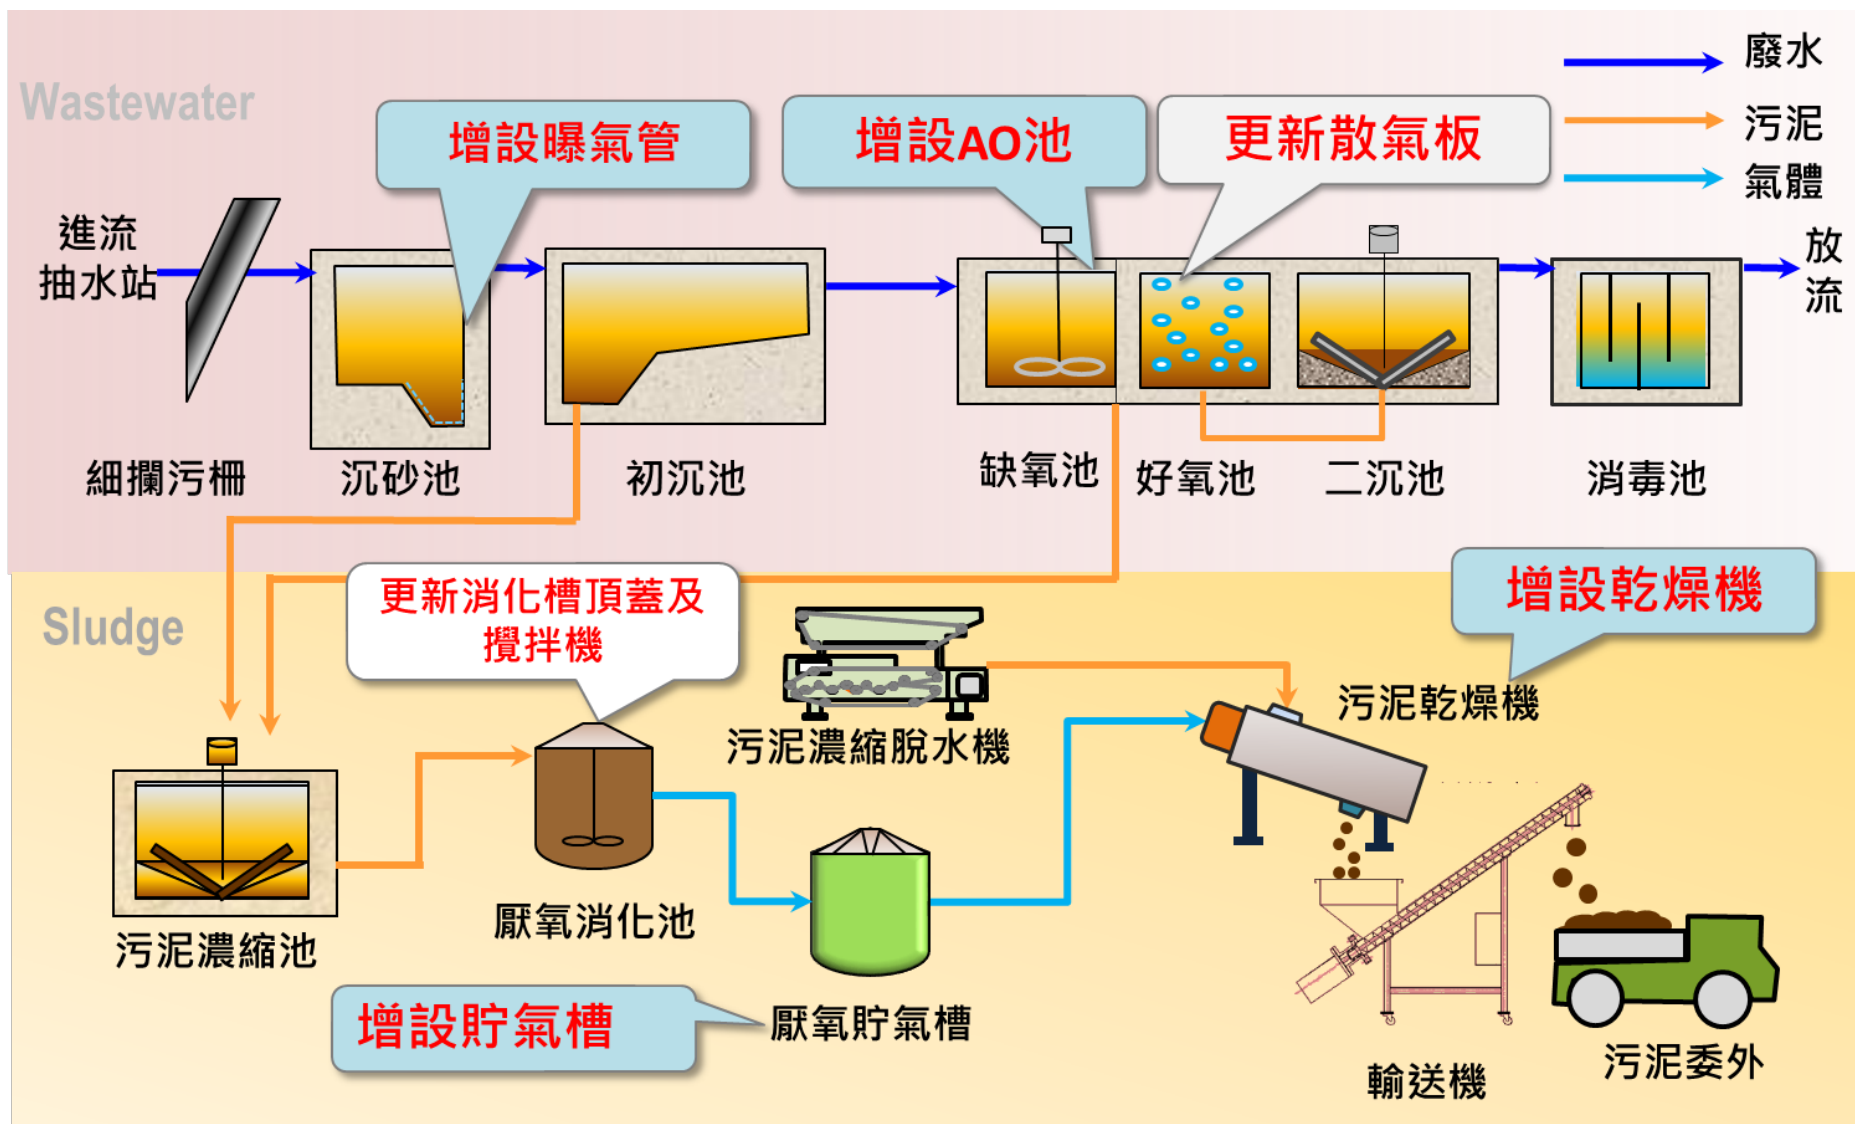 Wastewater
廢水
污泥
氣體
增設曝氣管
增設AO池
更新散氣板
進流
抽水站
放
流
細攔污柵
沉砂池
初沉池
缺氧池
好氧池
二沉池
消毒池
Sludge
更新消化槽頂蓋及
攪拌機
增設乾燥機
污泥乾燥機
污泥濃縮脫水機
污泥濃縮池
厭氧消化池
增設貯氣槽
厭氧貯氣槽
輸送機
污泥委外